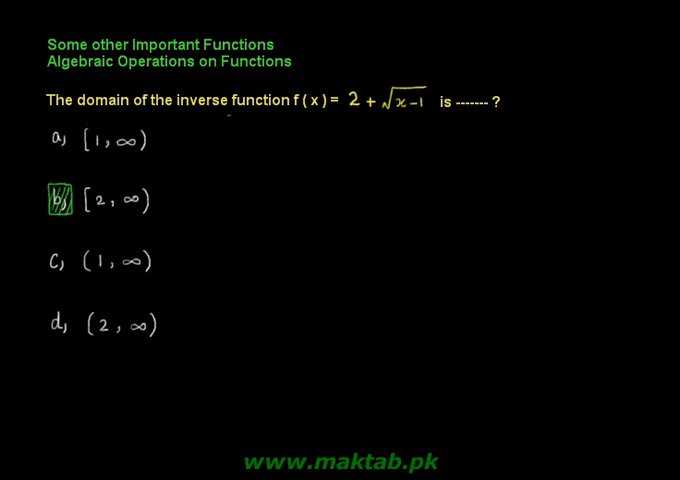 Some other Important Functions
Algebraic Operations on Functions
The domain of the inverse function f ( x ) = 2 + √x-1 is ------- ?
a, [1, ∞)
b, [2, ∞)
c, (1, ∞)
d, (2, ∞)
www.maktab.pk